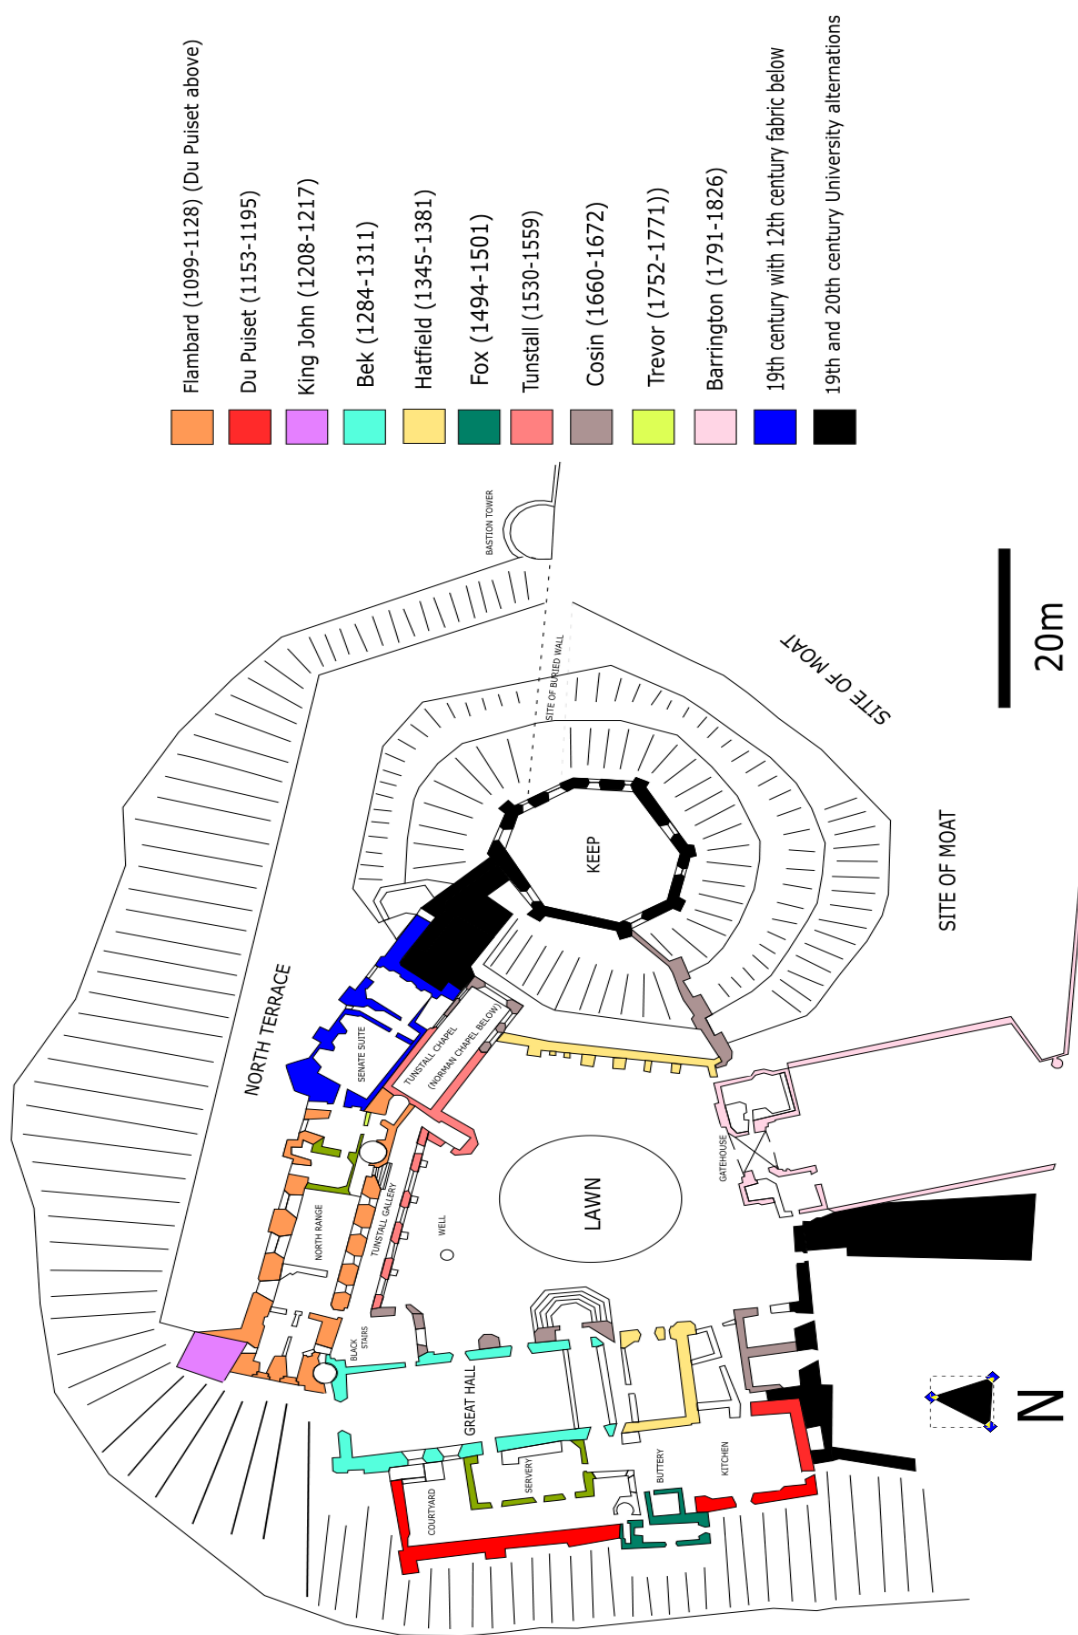 Flambard (1099-1128) (Du Puiset above)
Du Puiset (1153-1195)
King John (1208-1217)
Bek (1284-1311)
Hatfield (1345-1381)
Fox (1494-1501)
Tunstall (1530-1559)
Cosin (1660-1672)
Trevor (1752-1771))
Barrington (1791-1826)
19th century with 12th century fabric below
19th and 20th century University alternations
BASTION TOWER
SITE OF BURIED WALL
SITE OF MOAT
20m
KEEP
SITE OF MOAT
NORTH TERRACE
SENATE SUITE
TUNSTALL CHAPEL
(NORMAN CHAPEL BELOW)
NORTH RANGE
TUNSTALL GALLERY
WELL
LAWN
GATEHOUSE
BLACK
STAIRS
GREAT HALL
COURTYARD
SERVERY
BUTTERY
KITCHEN
N